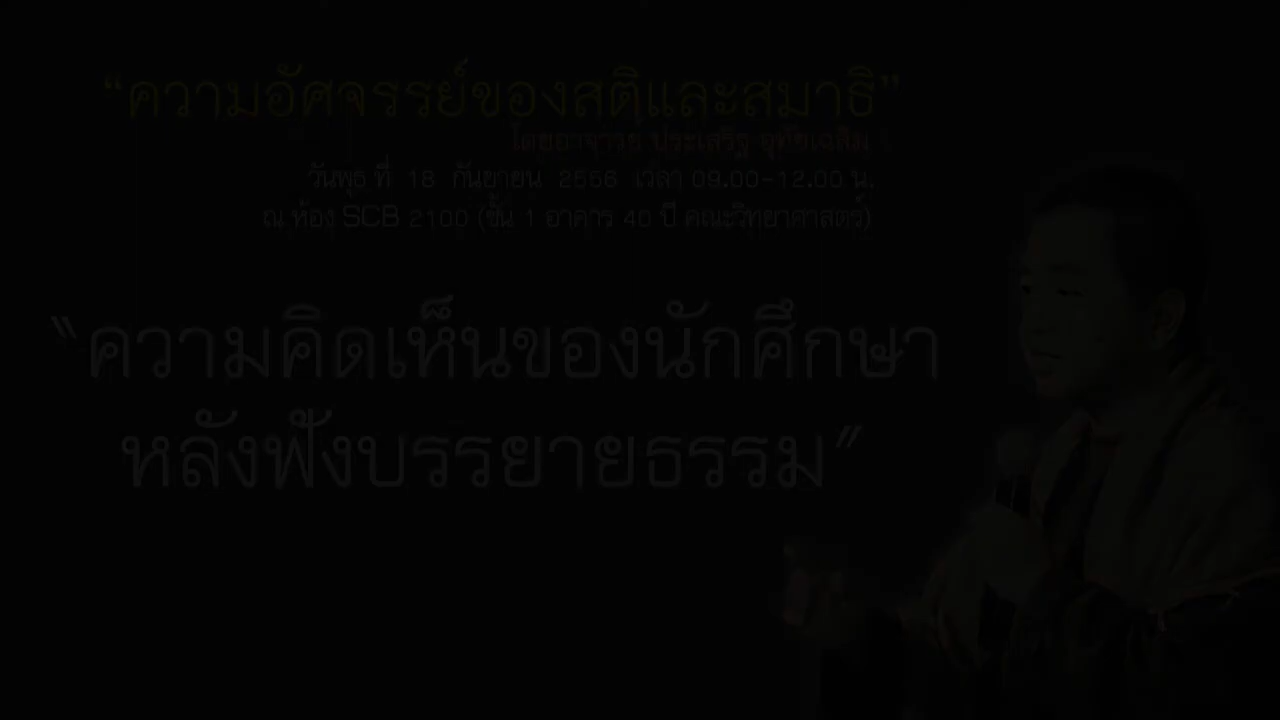 “ความอัศจรรย์ของสติและสมาธิ”
โดยอาจารย์ ประเสริฐ อุทัยเฉลิม
วันพุธ ที่ 18 กันยายน 2556 เวลา 09.00-12.00 น.
ณ ห้อง SCB 2100 (ชั้น 1 อาคาร 40 ปี คณะวิทยาศาสตร์)
“ความคิดเห็นของนักศึกษา
หลังฟังบรรยายธรรม”